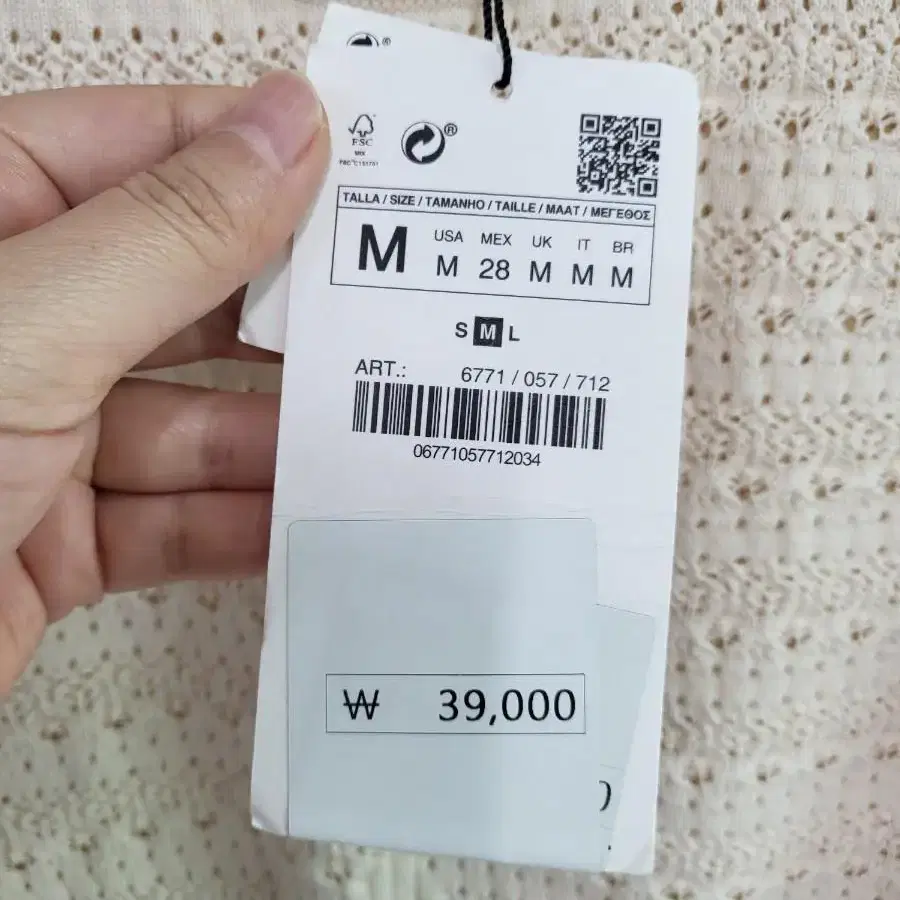 ®
FSC
MIX
®
TALLA / SIZE / TAMANHO / TAILLE / MAAT / ΜΕΓΕΘΟΣ
M
USA MEX UK IT BR
M 28 M M M
S M L
ART.: 6771 / 057 / 712
06771057712034
₩ 39,000